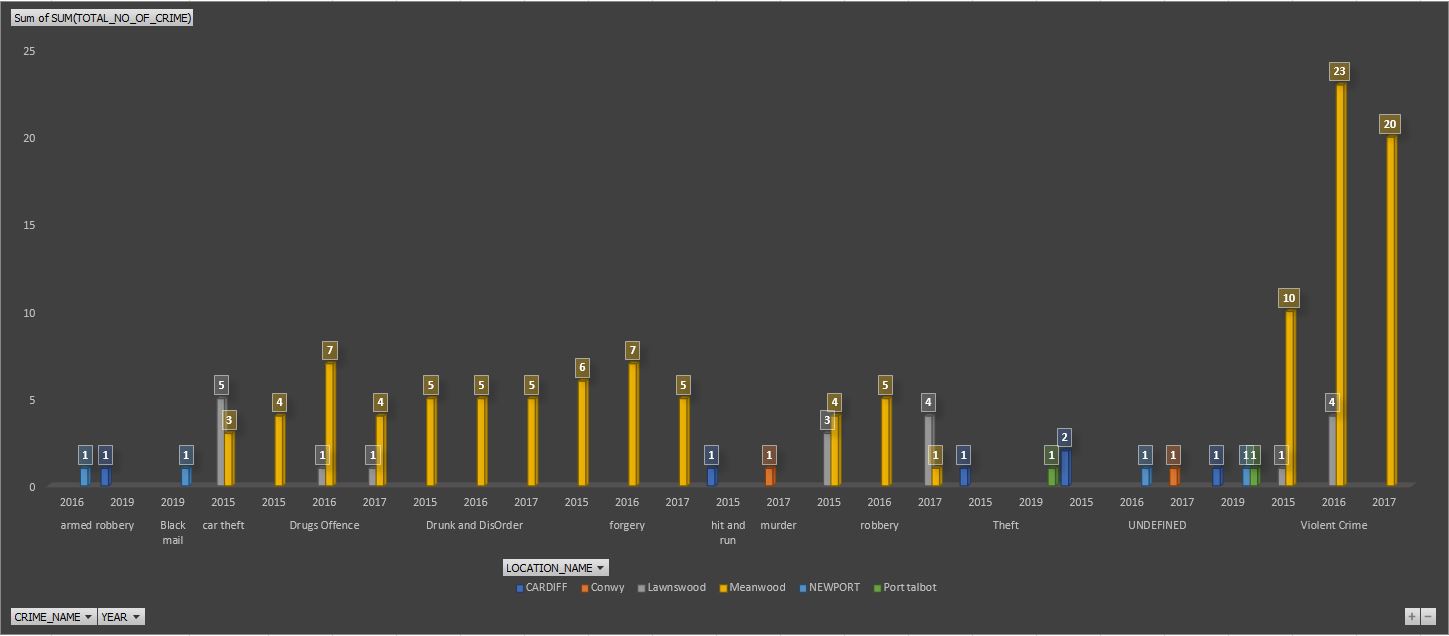 Sum of SUM(TOTAL_NO_OF_CRIME)
25
23
20
20
15
10
10
7 7
6
5 5 5 5 5 5
5 4 4 4 4 4
3 3
2
1 1 1 1 1 1 1 1 1 1 1 1 1 1 1 1
0
2016 2019 2019 2015 2015 2016 2017 2015 2016 2017 2015 2016 2017 2015 2017 2015 2016 2017 2015 2019 2015 2016 2017 2019 2015 2016 2017
armed robbery Black car theft Drugs Offence Drunk and DisOrder forgery hit and murder robbery Theft UNDEFINED Violent Crime
mail run
LOCATION_NAME
CARDIFF Conwy Lawnswood Meanwood NEWPORT Port talbot
CRIME_NAME YEAR + −